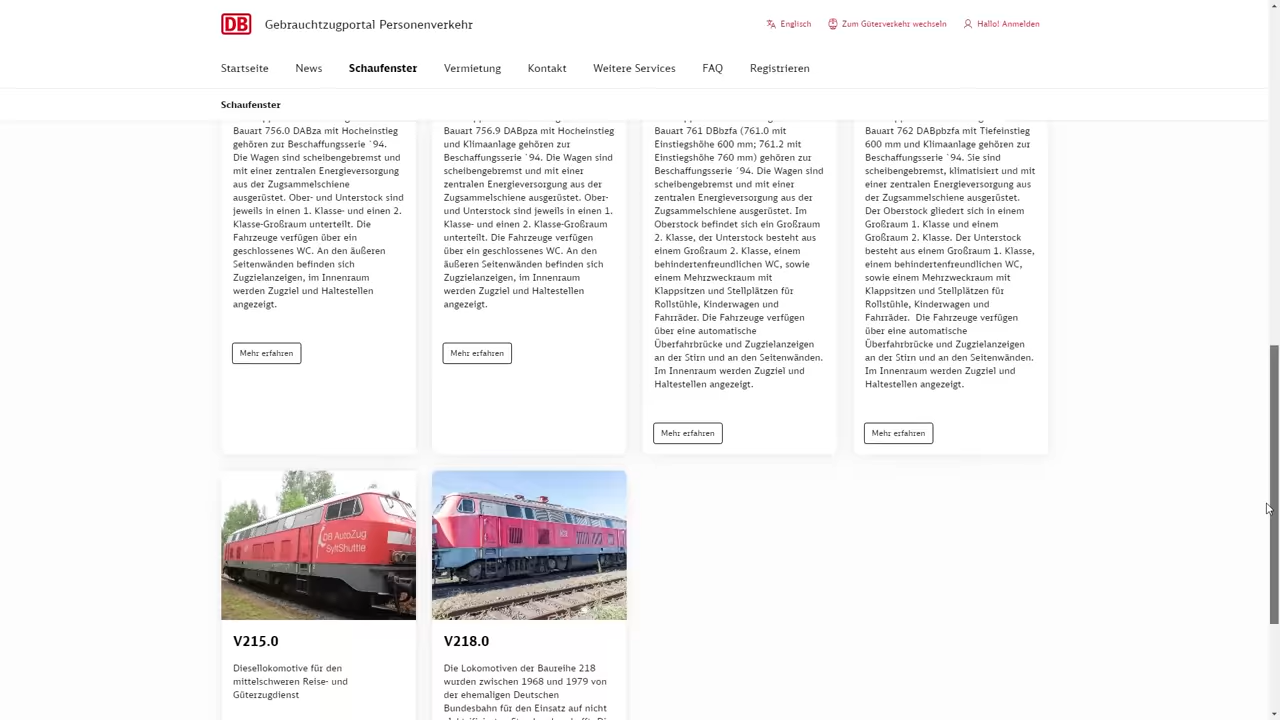 DB
Gebrauchtzugportal Personenverkehr
Englisch
Zum Güterverkehr wechseln
Hallo! Anmelden
Startseite
News
Schaufenster
Vermietung
Kontakt
Weitere Services
FAQ
Registrieren
Schaufenster
Bauart 756.0 DABza mit Hocheinstieg
gehören zur Beschaffungsserie ´94.
Die Wagen sind scheibengebremst
und mit einer zentralen Energieversorgung
aus der Zugsammelschiene
ausgerüstet. Ober- und Unterstock sind
jeweils in einen 1. Klasse- und einen 2.
Klasse-Großraum unterteilt. Die
Fahrzeuge verfügen über ein
geschlossenes WC. An den äußeren
Seitenwänden befinden sich
Zugzielanzeigen, im Innenraum
werden Zugziel und Haltestellen
angezeigt.
Mehr erfahren
Bauart 756.9 DABpza mit Hocheinstieg
und Klimaanlage gehören zur
Beschaffungsserie ´94. Die Wagen sind
scheibengebremst und mit einer
zentralen Energieversorgung aus der
Zugsammelschiene ausgerüstet. Ober-
und Unterstock sind jeweils in einen 1.
Klasse- und einen 2. Klasse-Großraum
unterteilt. Die Fahrzeuge verfügen
über ein geschlossenes WC. An den
äußeren Seitenwänden befinden sich
Zugzielanzeigen, im Innenraum
werden Zugziel und Haltestellen
angezeigt.
Mehr erfahren
Bauart 761 DBbzfa (761.0 mit
Einstiegshöhe 600 mm; 761.2 mit
Einstiegshöhe 760 mm) gehören zur
Beschaffungsserie ´94. Die Wagen sind
scheibengebremst und mit einer
zentralen Energieversorgung aus der
Zugsammelschiene ausgerüstet. Im
Oberstock befindet sich ein Großraum
2. Klasse, der Unterstock besteht aus
einem Großraum 2. Klasse, einem
behindertenfreundlichen WC, sowie
einem Mehrzweckraum mit
Klappsitzen und Stellplätzen für
Rollstühle, Kinderwagen und
Fahrräder. Die Fahrzeuge verfügen
über eine automatische
Überfahrbrücke und Zugzielanzeigen
an der Stirn und an den Seitenwänden.
Im Innenraum werden Zugziel und
Haltestellen angezeigt.
Mehr erfahren
Bauart 762 DABpbzfa mit Tiefeinstieg
600 mm und Klimaanlage gehören zur
Beschaffungsserie ´94. Sie sind
scheibengebremst, klimatisiert und mit
einer zentralen Energieversorgung aus
der Zugsammelschiene ausgerüstet.
Der Oberstock gliedert sich in einem
Großraum 1. Klasse und einem
Großraum 2. Klasse. Der Unterstock
besteht aus einem Großraum 1. Klasse,
einem behindertenfreundlichen WC,
sowie einem Mehrzweckraum mit
Klappsitzen und Stellplätzen für
Rollstühle, Kinderwagen und
Fahrräder. Die Fahrzeuge verfügen
über eine automatische
Überfahrbrücke und Zugzielanzeigen
an der Stirn und an den Seitenwänden.
Im Innenraum werden Zugziel und
Haltestellen angezeigt.
Mehr erfahren
DB AutoZug
SyltShuttle
V215.0
Diesellokomotive für den
mittelschweren Reise- und
Güterzugdienst
V218.0
Die Lokomotiven der Baureihe 218
wurden zwischen 1968 und 1979 von
der ehemaligen Deutschen
Bundesbahn für den Einsatz auf nicht